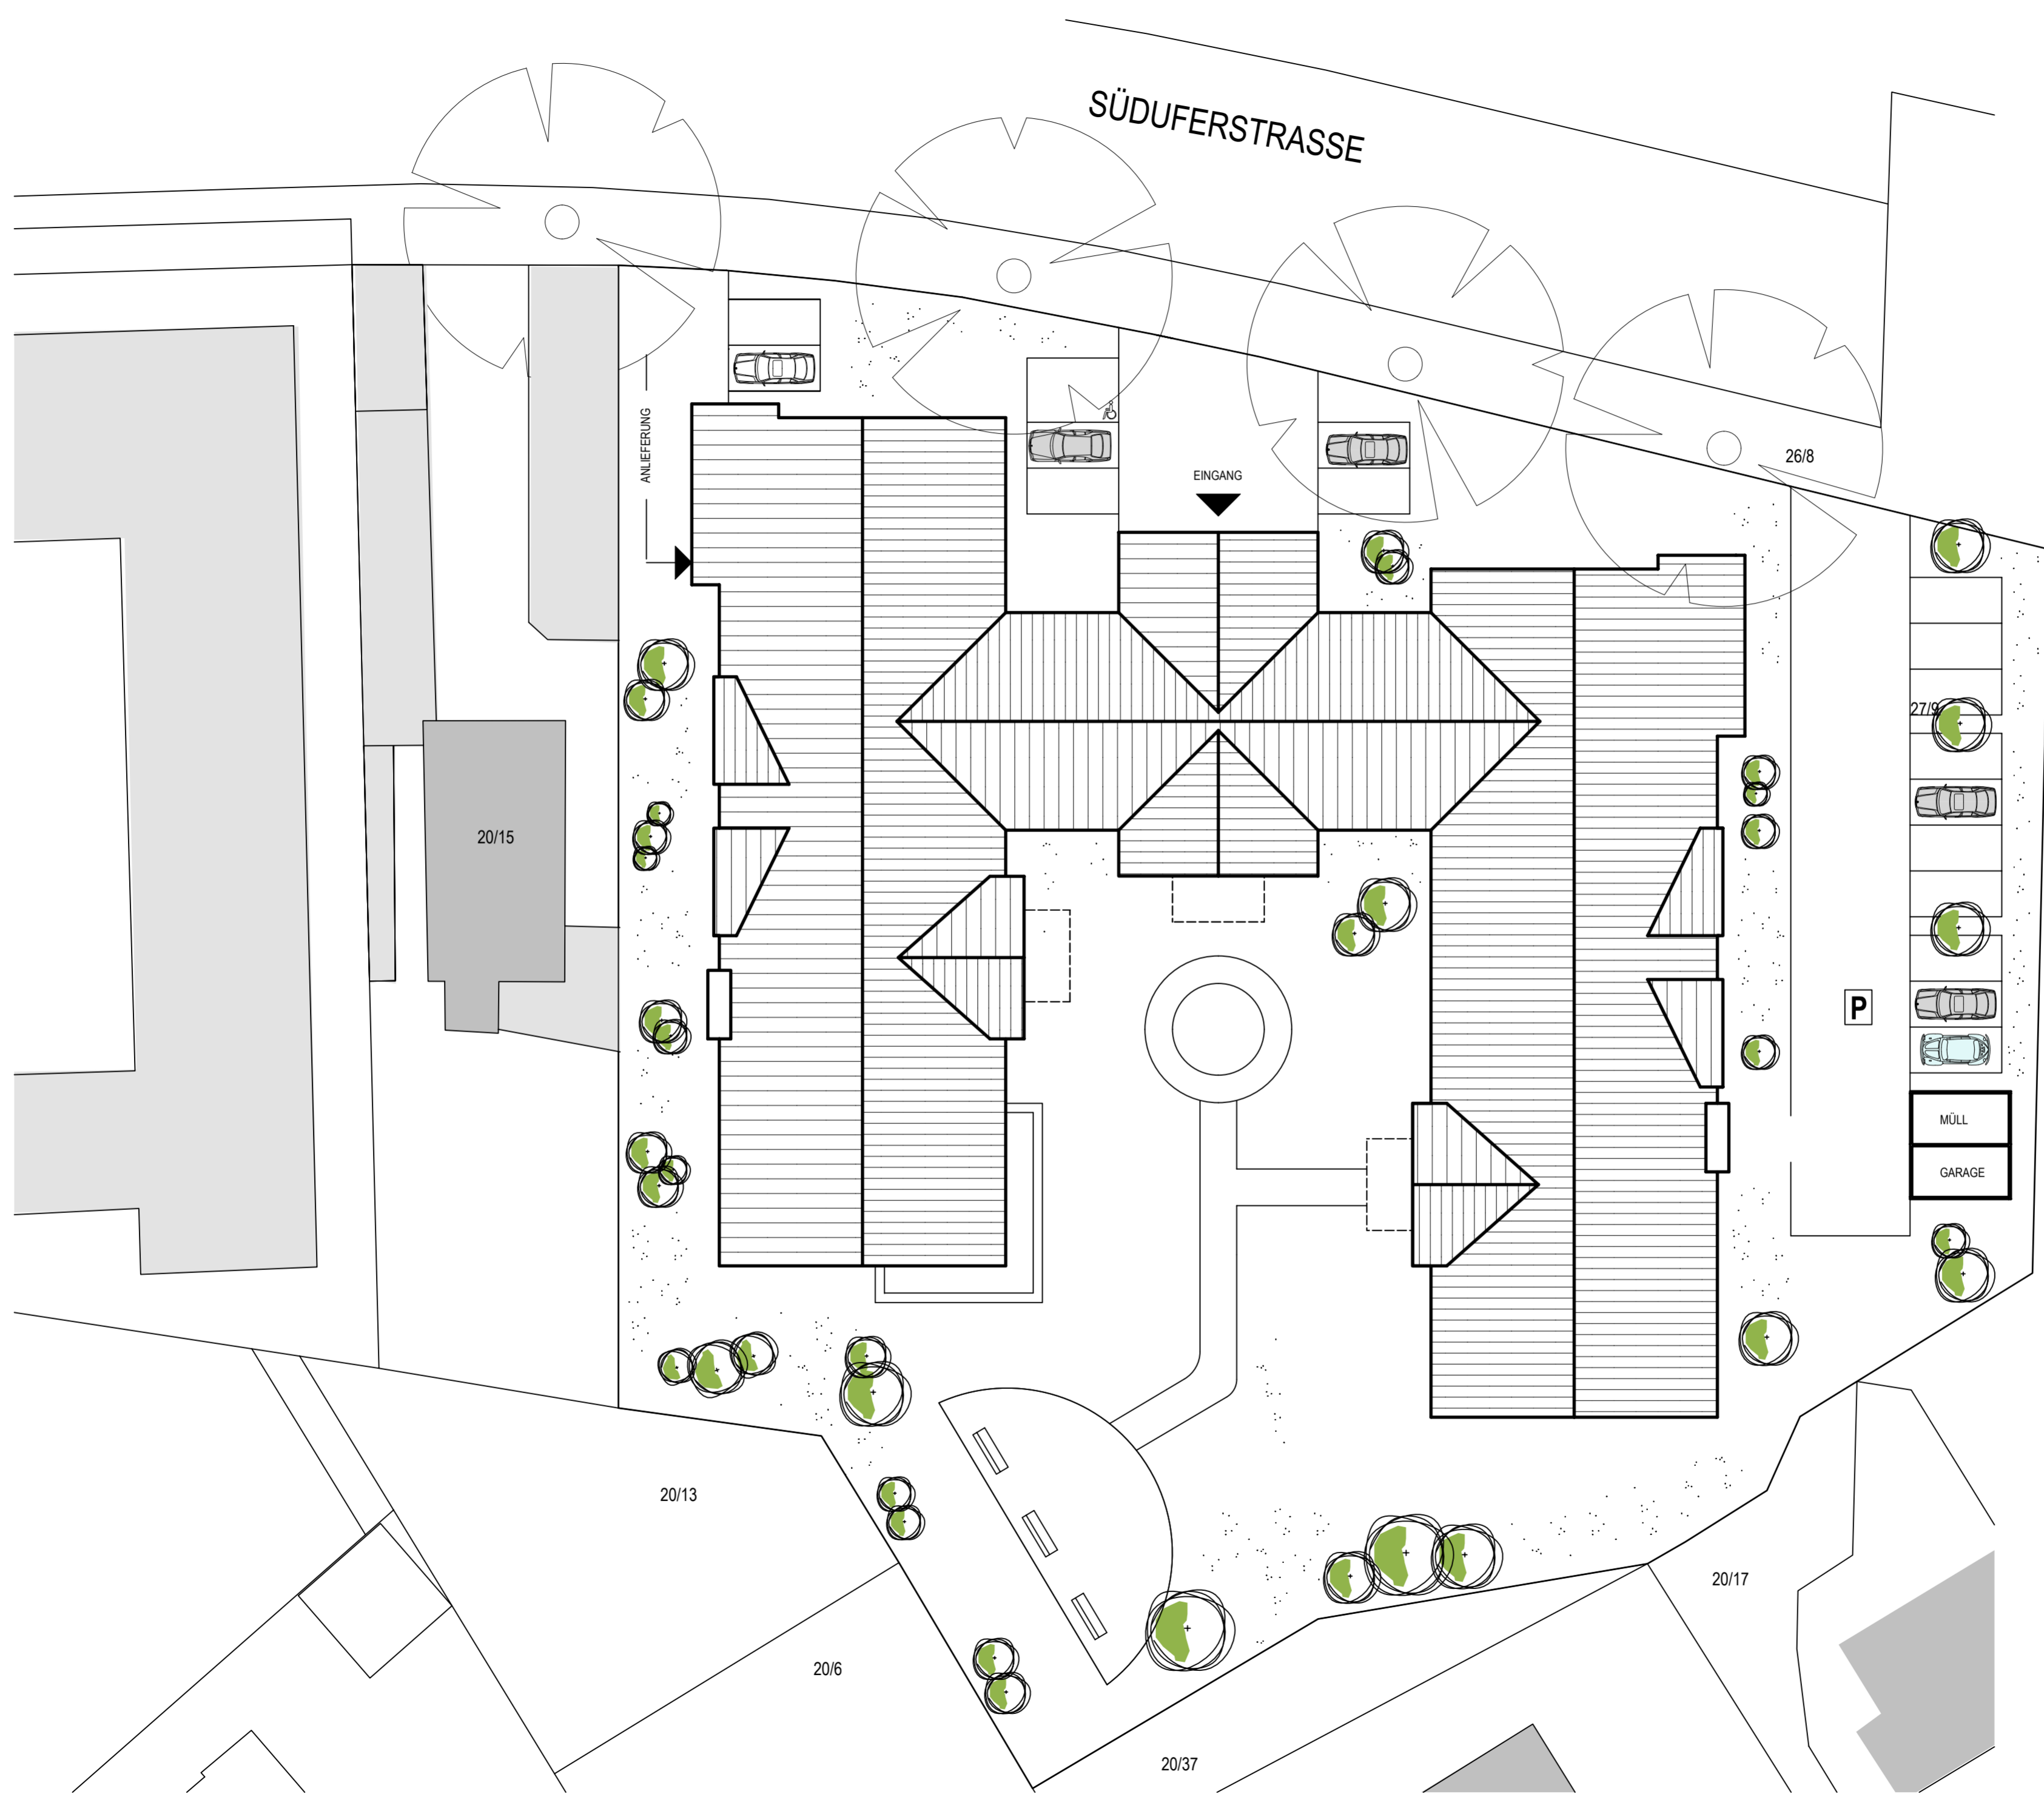 SÜDUFERSTRASSE
ANLIEFERUNG
26/8
EINGANG
27/9
20/15
P
MÜLL
GARAGE
20/13
20/17
20/6
20/37